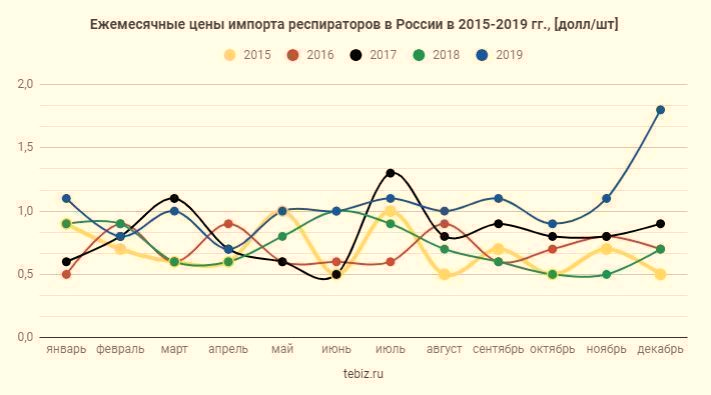 Ежемесячные цены импорта респираторов в России в 2015-2019 гг., [долл/шт]
2015 2016 2017 2018 2019
2,0
1,5
1,0
0,5
0,0
январь февраль март апрель май июнь июль август сентябрь октябрь ноябрь декабрь
tebiz.ru